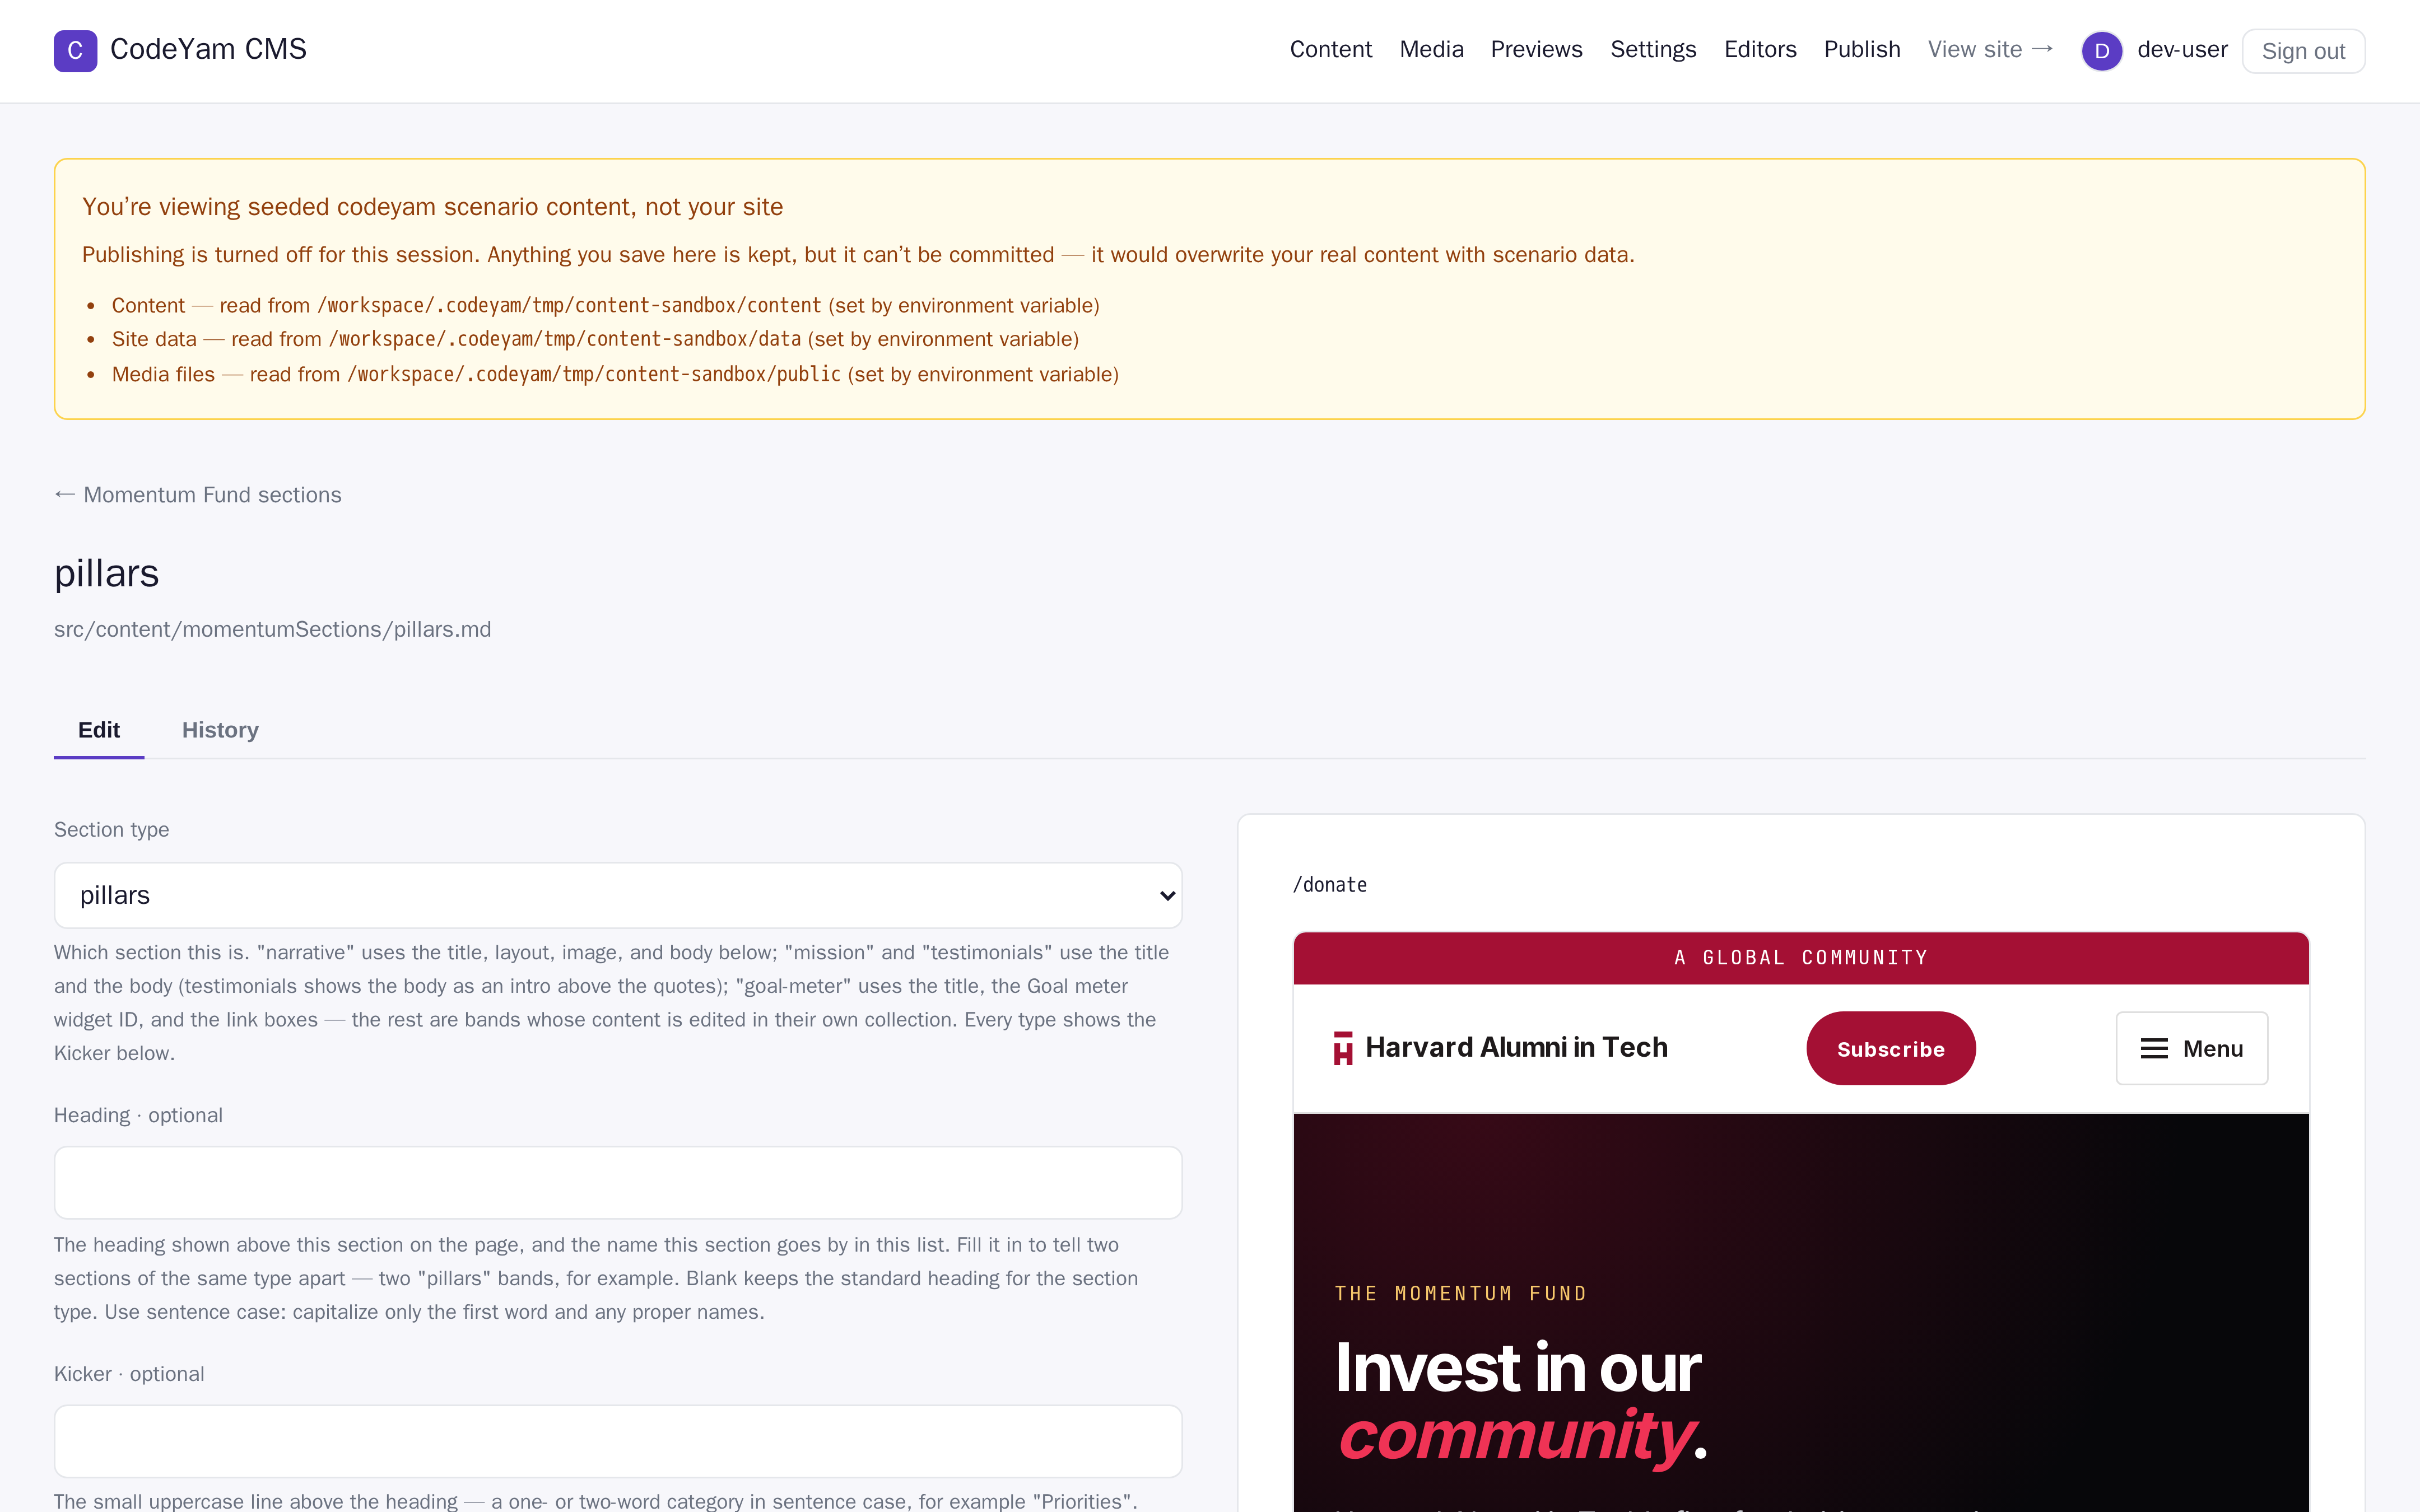 C CodeYam CMS
Content Media Previews Settings Editors Publish View site → D dev-user Sign out
You’re viewing seeded codeyam scenario content, not your site
Publishing is turned off for this session. Anything you save here is kept, but it can’t be committed — it would overwrite your real content with scenario data.
• Content — read from /workspace/.codeyam/tmp/content-sandbox/content (set by environment variable)
• Site data — read from /workspace/.codeyam/tmp/content-sandbox/data (set by environment variable)
• Media files — read from /workspace/.codeyam/tmp/content-sandbox/public (set by environment variable)
← Momentum Fund sections
pillars
src/content/momentumSections/pillars.md
Edit History
Section type
pillars
Which section this is. "narrative" uses the title, layout, image, and body below; "mission" and "testimonials" use the title
and the body (testimonials shows the body as an intro above the quotes); "goal-meter" uses the title, the Goal meter
widget ID, and the link boxes — the rest are bands whose content is edited in their own collection. Every type shows the
Kicker below.
Heading · optional
The heading shown above this section on the page, and the name this section goes by in this list. Fill it in to tell two
sections of the same type apart — two "pillars" bands, for example. Blank keeps the standard heading for the section
type. Use sentence case: capitalize only the first word and any proper names.
Kicker · optional
The small uppercase line above the heading — a one- or two-word category in sentence case, for example "Priorities".
/donate
A GLOBAL COMMUNITY
Harvard Alumni in Tech
Subscribe
Menu
THE MOMENTUM FUND
Invest in our
community.